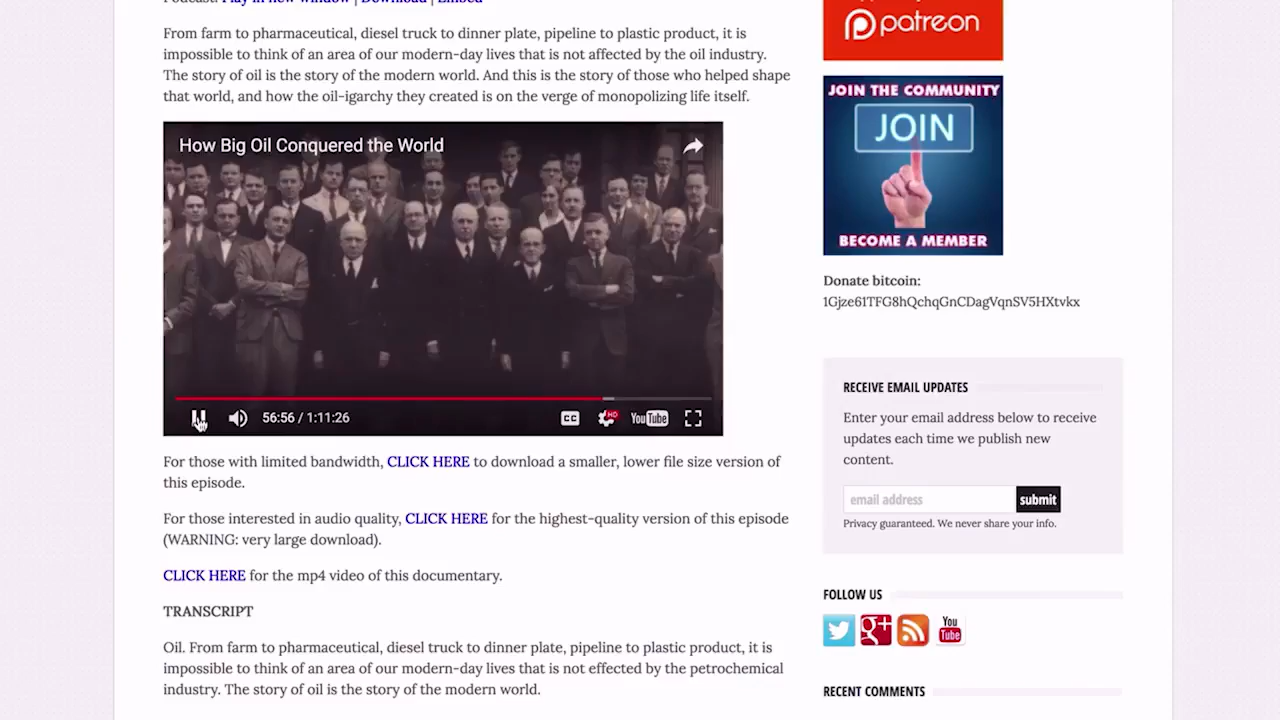 Podcast: Play in new window | Download | Embed
From farm to pharmaceutical, diesel truck to dinner plate, pipeline to plastic product, it is
impossible to think of an area of our modern-day lives that is not affected by the oil industry.
The story of oil is the story of the modern world. And this is the story of those who helped shape
that world, and how the oil-igarchy they created is on the verge of monopolizing life itself.
How Big Oil Conquered the World
56:56 / 1:11:26
CC
HD
YouTube
For those with limited bandwidth, CLICK HERE to download a smaller, lower file size version of
this episode.
For those interested in audio quality, CLICK HERE for the highest-quality version of this episode
(WARNING: very large download).
CLICK HERE for the mp4 video of this documentary.
TRANSCRIPT
Oil. From farm to pharmaceutical, diesel truck to dinner plate, pipeline to plastic product, it is
impossible to think of an area of our modern-day lives that is not effected by the petrochemical
industry. The story of oil is the story of the modern world.
patreon
JOIN THE COMMUNITY
JOIN
BECOME A MEMBER
Donate bitcoin:
1Gjze61TFG8hQchqGnCDagVqnSV5HXtvkx
RECEIVE EMAIL UPDATES
Enter your email address below to receive
updates each time we publish new
content.
email address
submit
Privacy guaranteed. We never share your info.
FOLLOW US
g+
You
Tube
RECENT COMMENTS